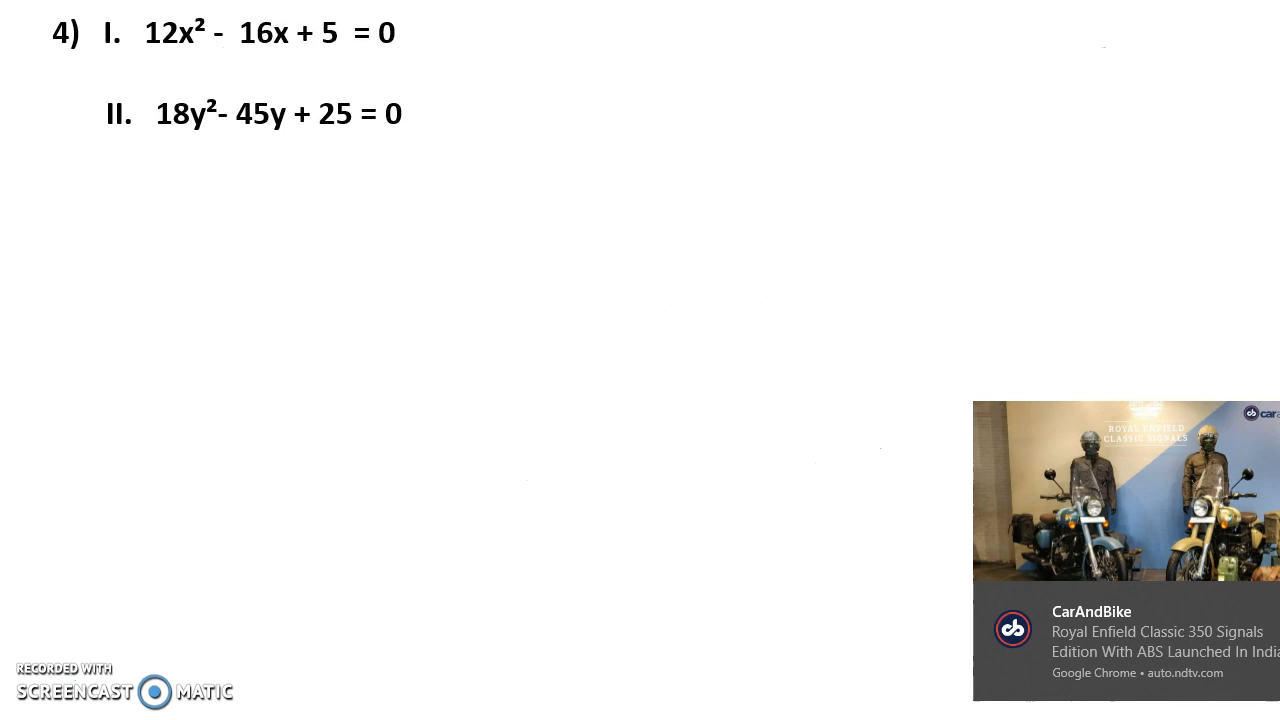 4) I. 12x² - 16x + 5 = 0
II. 18y²- 45y + 25 = 0
ROYAL ENFIELD
CLASSIC SIGNALS
CarAndBike
Royal Enfield Classic 350 Signals
Edition With ABS Launched In India
Google Chrome • auto.ndtv.com
RECORDED WITH
SCREENCAST MATIC